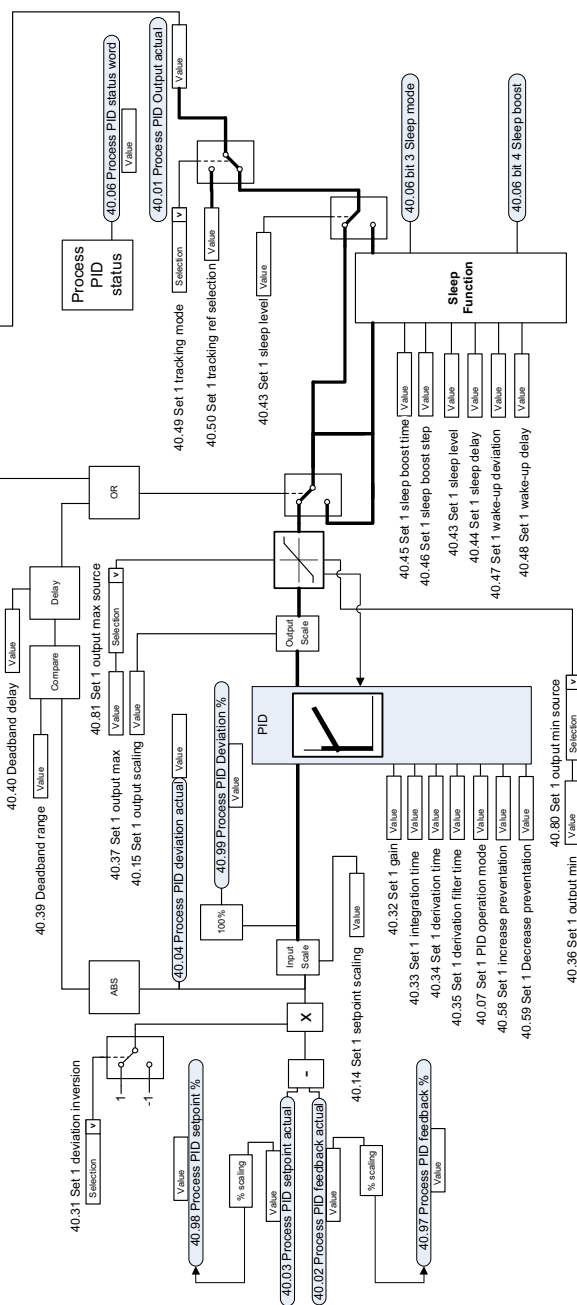 40.31 Set 1 deviation inversion
Selection
v
1
-1
Value
40.98 Process PID setpoint %
% scaling
40.03 Process PID setpoint actual
Value
40.02 Process PID feedback actual
Value
% scaling
40.97 Process PID feedback %
Value
-
X
ABS
40.14 Set 1 setpoint scaling
Value
Input Scale
100%
40.04 Process PID deviation actual
Value
40.99 Process PID Deviation %
Value
40.39 Deadband range
Value
40.40 Deadband delay
Value
Compare
Delay
OR
40.37 Set 1 output max
Value
40.81 Set 1 output max source
Selection
v
40.15 Set 1 output scaling
Value
PID
Output Scale
40.32 Set 1 gain
Value
40.33 Set 1 integration time
Value
40.34 Set 1 derivation time
Value
40.35 Set 1 derivation filter time
Value
40.07 Set 1 PID operation mode
Value
40.58 Set 1 increase preventation
Value
40.59 Set 1 Decrease preventation
Value
40.36 Set 1 output min
Value
40.80 Set 1 output min source
Selection
v
40.45 Set 1 sleep boost time
Value
40.46 Set 1 sleep boost step
Value
40.43 Set 1 sleep level
Value
40.44 Set 1 sleep delay
Value
40.47 Set 1 wake-up deviation
Value
40.48 Set 1 wake-up delay
Value
Sleep
Function
40.06 bit 3 Sleep mode
40.06 bit 4 Sleep boost
40.49 Set 1 tracking mode
Selection
v
40.50 Set 1 tracking ref selection
Value
40.43 Set 1 sleep level
Value
Process
PID
status
40.06 Process PID status word
Value
40.01 Process PID Output actual
Value